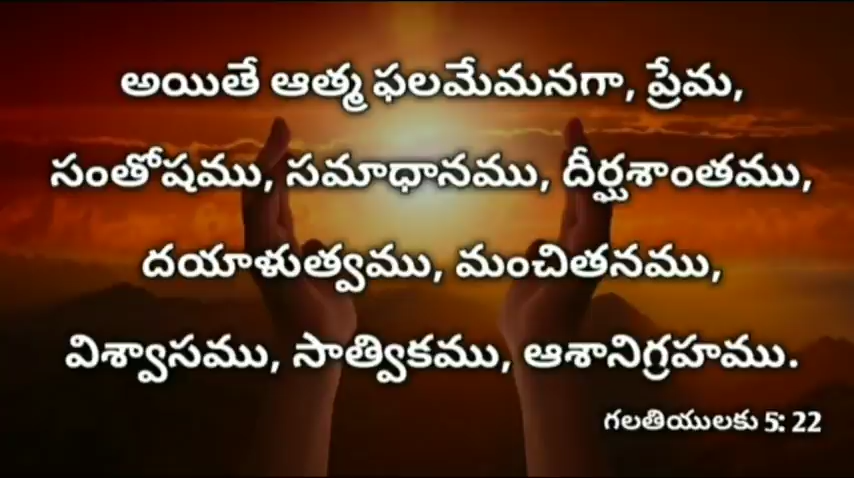 అయితే ఆత్మ ఫలమేమనగా, ప్రేమ,
సంతోషము, సమాధానము, దీర్ఘశాంతము,
దయాళుత్వము, మంచితనము,
విశ్వాసము, సాత్వికము, ఆశానిగ్రహము.
గలతియులకు 5: 22